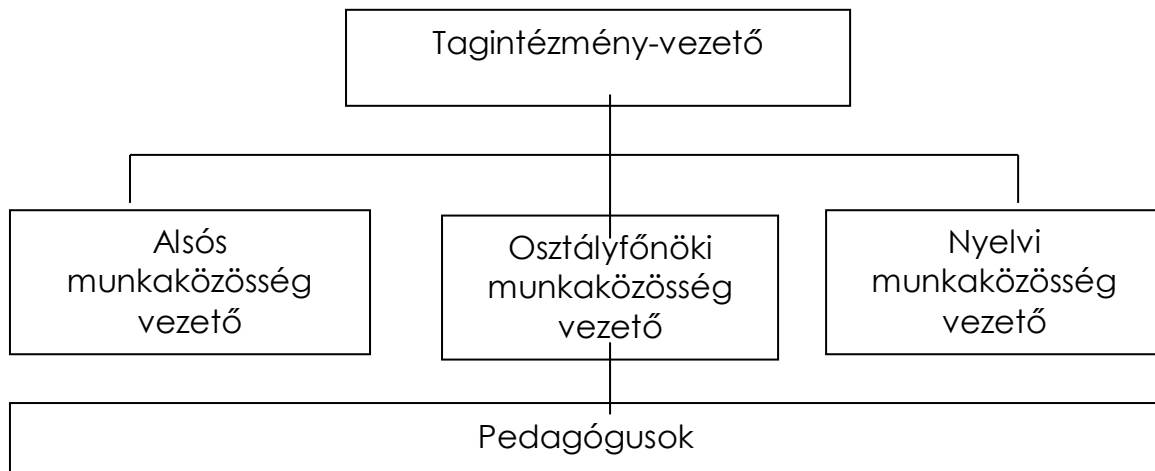 Tagintézmény-vezető
Alsós
munkaközösség
vezető
Osztályfőnöki
munkaközösség
vezető
Nyelvi
munkaközösség
vezető
Pedagógusok